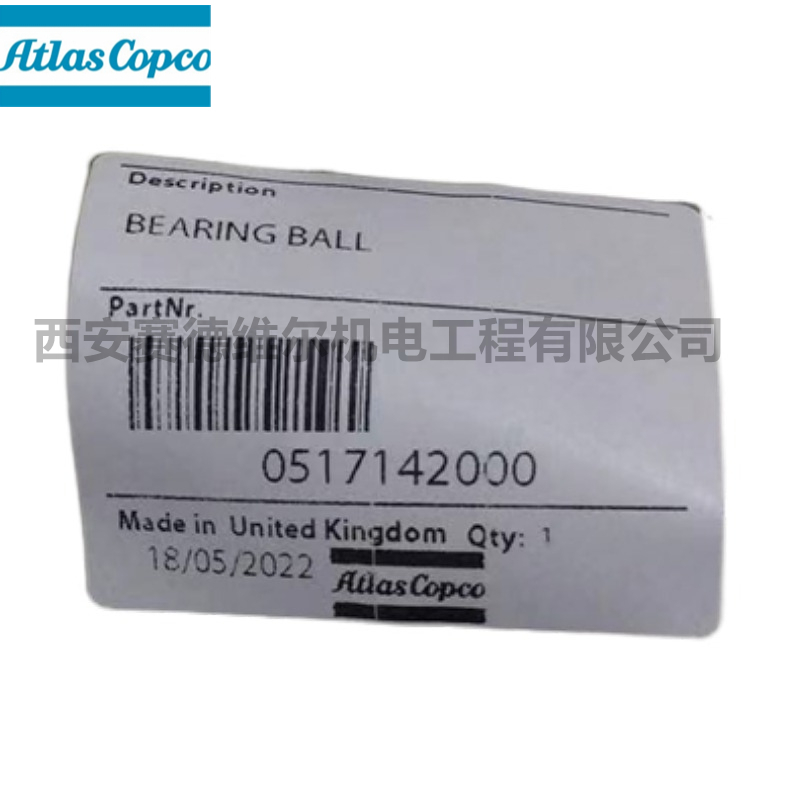 Atlas Copco
Description
BEARING BALL
PartNr.
西安赛德维尔机电工程有限公司
0517142000
Made in United Kingdom Qty: 1
18/05/2022
Atlas Copco